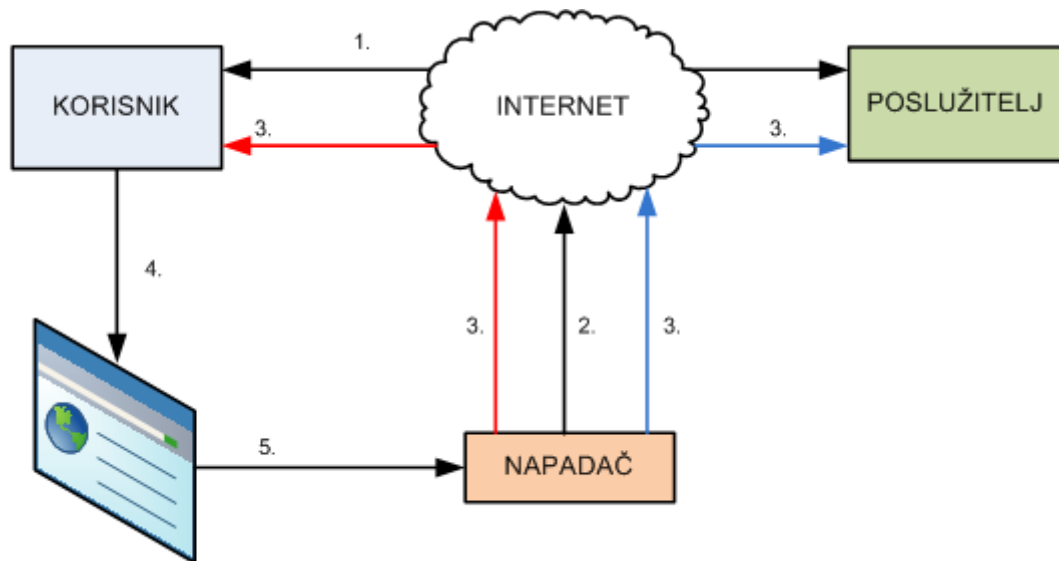 1.
KORISNIK
INTERNET
POSLUŽITELJ
3.
3.
4.
3.
2.
3.
5.
NAPADAČ